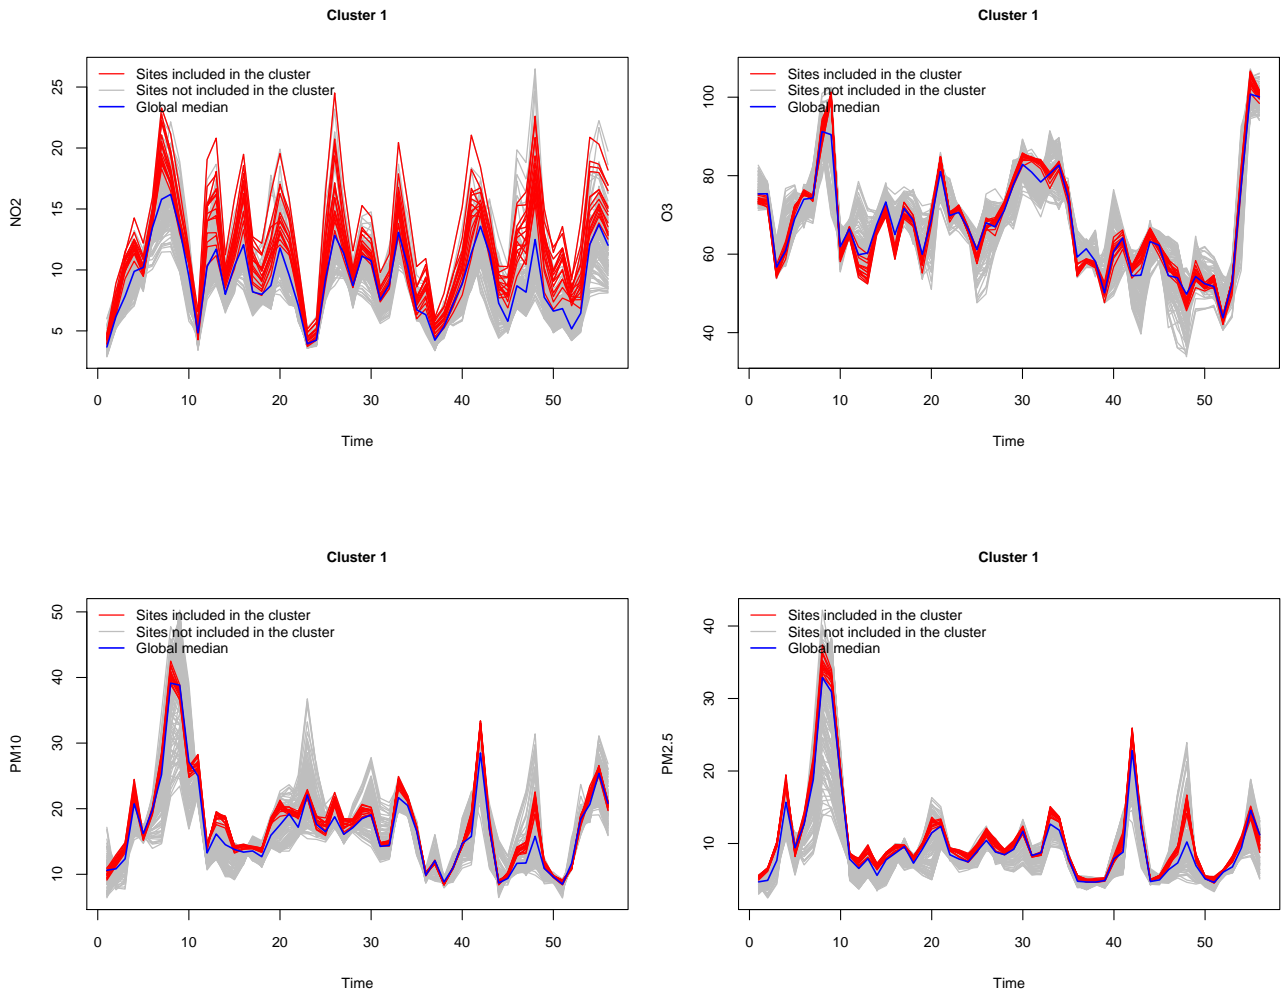 Cluster 1
NO2
25
20
15
10
5
Sites included in the cluster
Sites not included in the cluster
Global median
0 10 20 30 40 50
Time
Cluster 1
O3
100
80
60
40
Sites included in the cluster
Sites not included in the cluster
Global median
0 10 20 30 40 50
Time
Cluster 1
PM10
50
40
30
20
10
Sites included in the cluster
Sites not included in the cluster
Global median
0 10 20 30 40 50
Time
Cluster 1
PM2.5
40
30
20
10
Sites included in the cluster
Sites not included in the cluster
Global median
0 10 20 30 40 50
Time